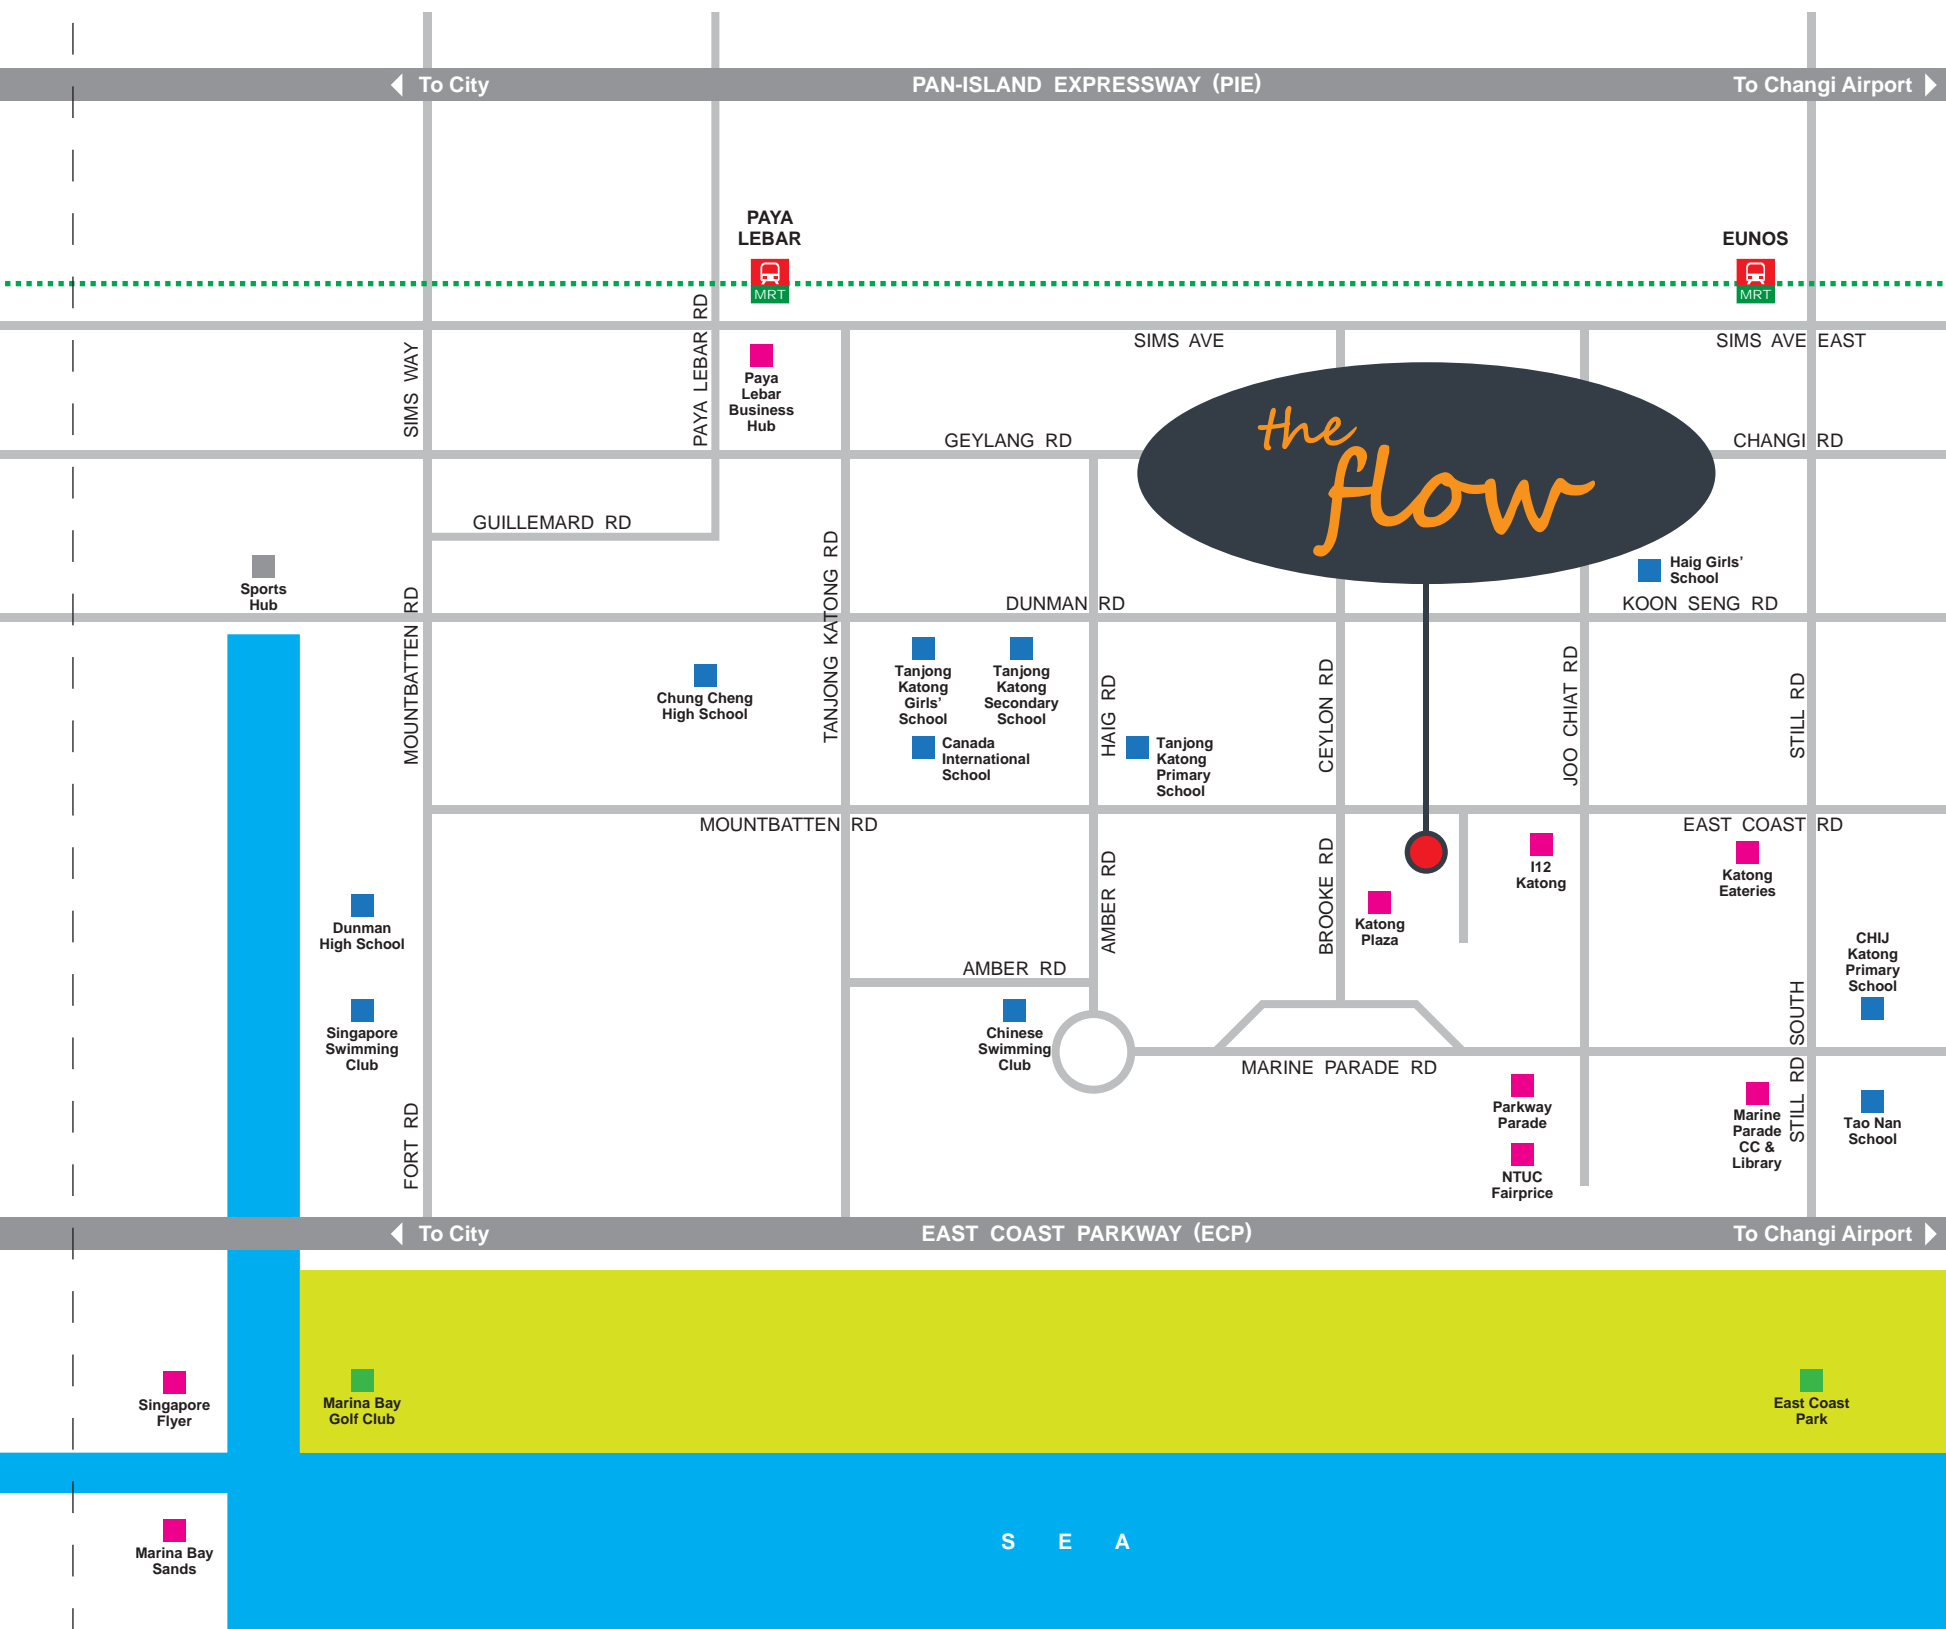 To City
PAN-ISLAND EXPRESSWAY (PIE)
To Changi Airport
PAYA
LEBAR
MRT
EUNOS
MRT
SIMS AVE
SIMS AVE EAST
SIMS WAY
PAYA LEBAR RD
Paya
Lebar
Business
Hub
the
flow
GEYLANG RD
CHANGI RD
GUILLEMARD RD
Sports
Hub
Haig Girls'
School
MOUNTBATTEN RD
TANJONG KATONG RD
DUNMAN RD
KOON SENG RD
Chung Cheng
High School
Tanjong
Katong
Girls'
School
Tanjong
Katong
Secondary
School
Canada
International
School
HAIG RD
Tanjong
Katong
Primary
School
CEYLON RD
JOO CHIAT RD
STILL RD
MOUNTBATTEN RD
EAST COAST RD
AMBER RD
BROOKE RD
I12
Katong
Katong
Eateries
Katong
Plaza
Dunman
High School
CHIJ
Katong
Primary
School
AMBER RD
Singapore
Swimming
Club
Chinese
Swimming
Club
MARINE PARADE RD
STILL RD SOUTH
FORT RD
Parkway
Parade
Marine
Parade
CC &
Library
Tao Nan
School
NTUC
Fairprice
To City
EAST COAST PARKWAY (ECP)
To Changi Airport
Singapore
Flyer
Marina Bay
Golf Club
East Coast
Park
S E A
Marina Bay
Sands